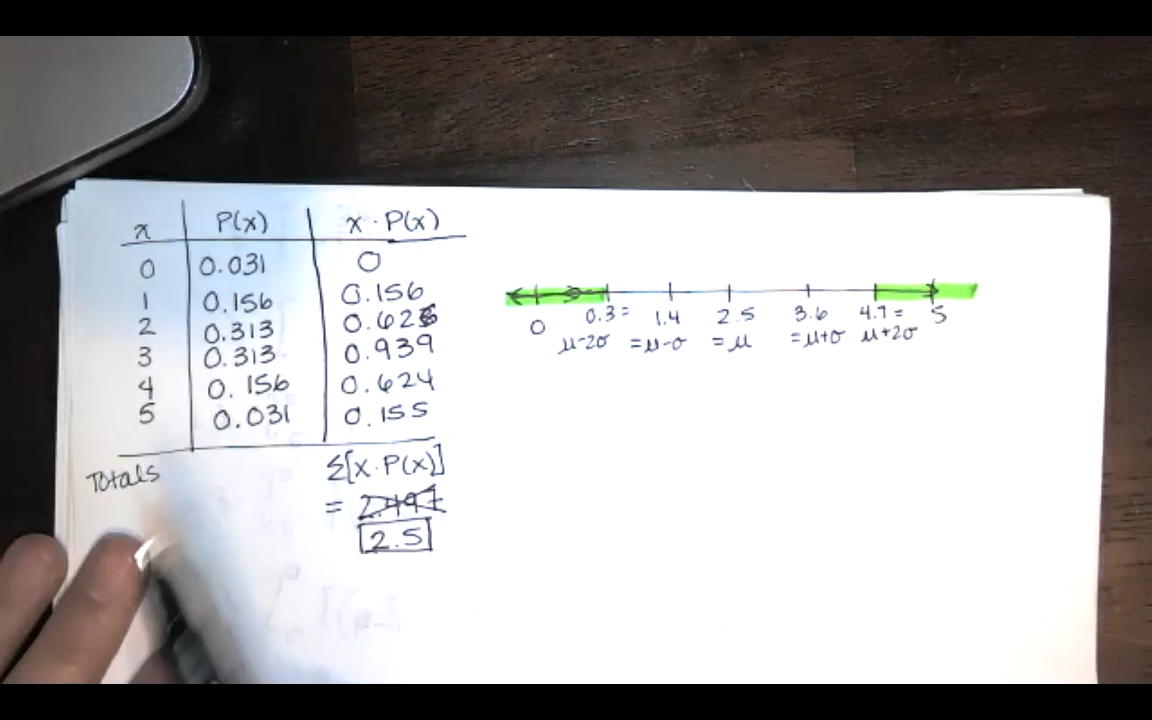 x P(x) x · P(x)
0 0.031 0
1 0.156 0.156
2 0.313 0.626
3 0.313 0.939
4 0.156 0.624
5 0.031 0.155
Totals Σ[x·P(x)]
= 2.497
2.5
0 0.3= 1.4 2.5 3.6 4.7= 5
μ-2σ =μ-σ =μ =μ+σ μ+2σ